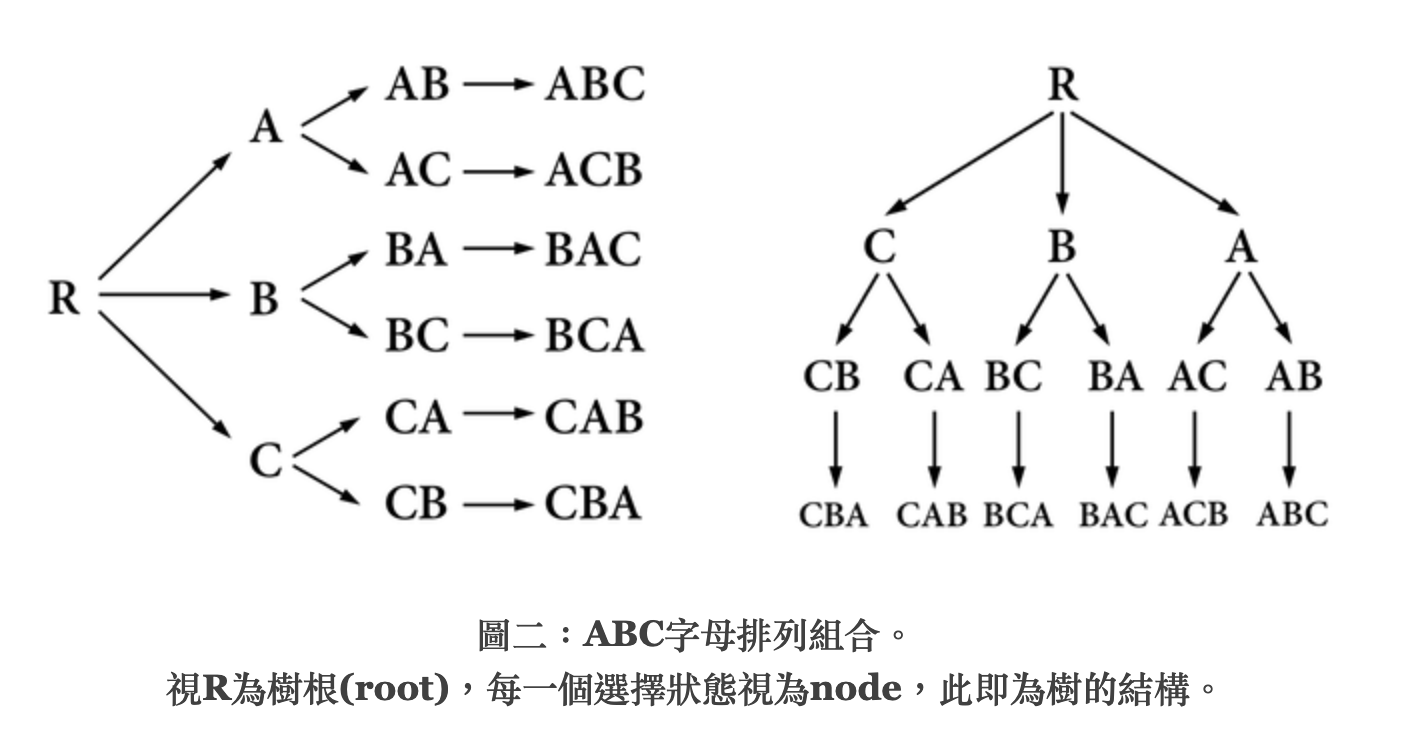 AB ABC
A
AC ACB
BA BAC
R B
BC BCA
CA CAB
C
CB CBA
R
C B A
CB CA BC BA AC AB
CBA CAB BCA BAC ACB ABC
圖二：ABC字母排列組合。
視R為樹根(root)，每一個選擇狀態視為node，此即為樹的結構。